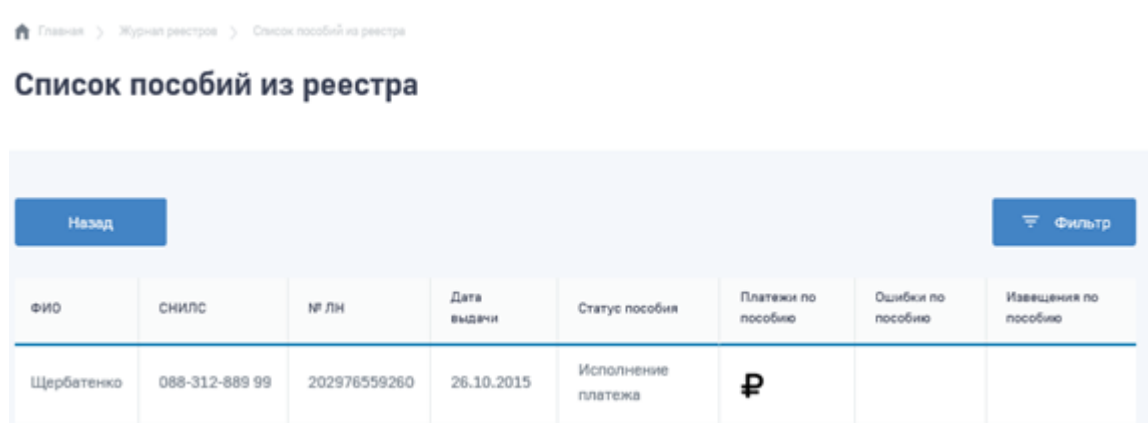 Главная > Журнал реестров > Список пособий из реестра
Список пособий из реестра
Назад
Фильтр
ФИО
СНИЛС
№ ЛН
Дата
выдачи
Статус пособия
Платежи по
пособию
Ошибки по
пособию
Извещения по
пособию
Щербатенко
088-312-889 99
202976559260
26.10.2015
Исполнение
платежа
₽